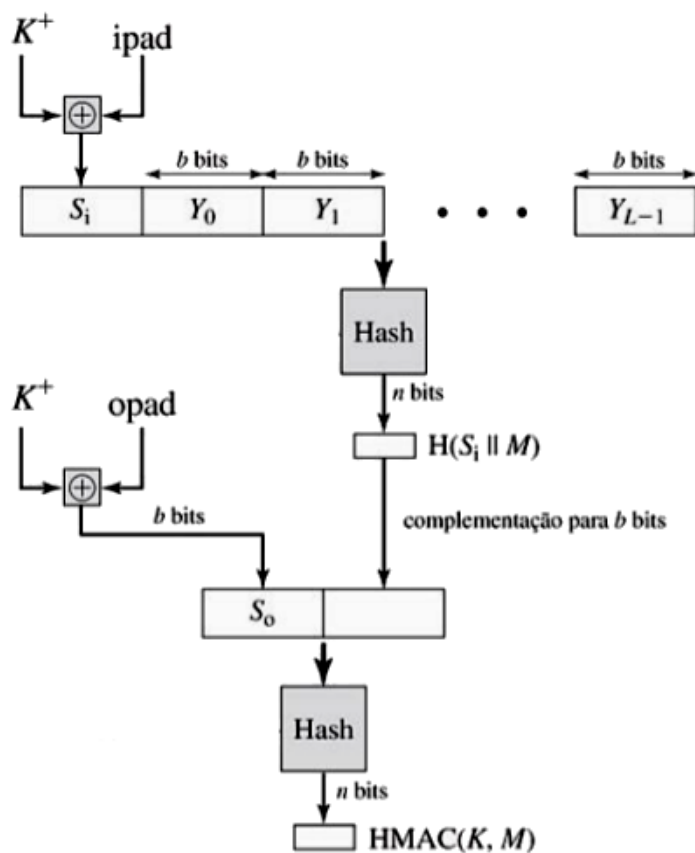 K⁺ ipad
⊕
b bits b bits b bits
Sᵢ Y₀ Y₁ • • • Y_{L−1}
Hash
n bits
H(Sᵢ || M)
K⁺ opad
⊕
b bits
complementação para b bits
Sₒ
Hash
n bits
HMAC(K, M)